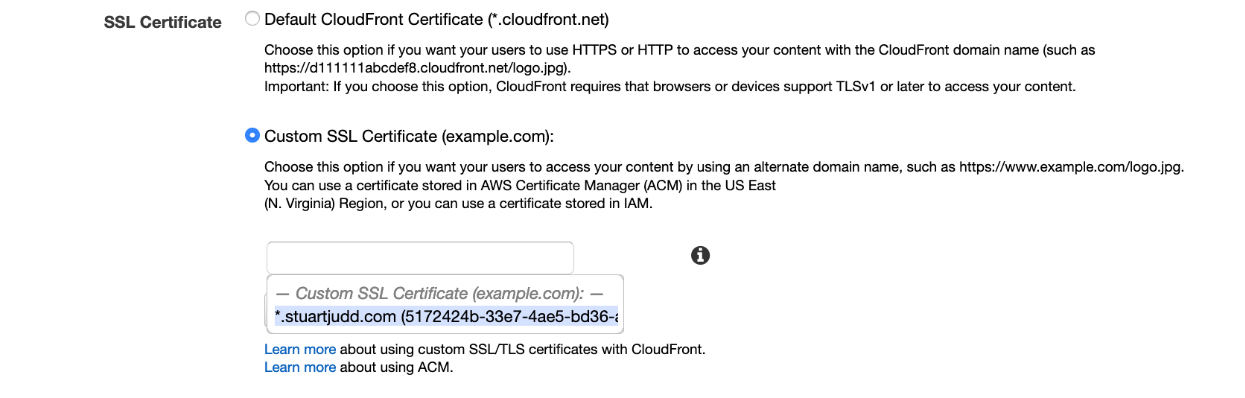 SSL Certificate
Default CloudFront Certificate (*.cloudfront.net)
Choose this option if you want your users to use HTTPS or HTTP to access your content with the CloudFront domain name (such as
https://d111111abcdef8.cloudfront.net/logo.jpg).
Important: If you choose this option, CloudFront requires that browsers or devices support TLSv1 or later to access your content.
Custom SSL Certificate (example.com):
Choose this option if you want your users to access your content by using an alternate domain name, such as https://www.example.com/logo.jpg.
You can use a certificate stored in AWS Certificate Manager (ACM) in the US East
(N. Virginia) Region, or you can use a certificate stored in IAM.
— Custom SSL Certificate (example.com): —
*.stuartjudd.com (5172424b-33e7-4ae5-bd36-
Learn more about using custom SSL/TLS certificates with CloudFront.
Learn more about using ACM.